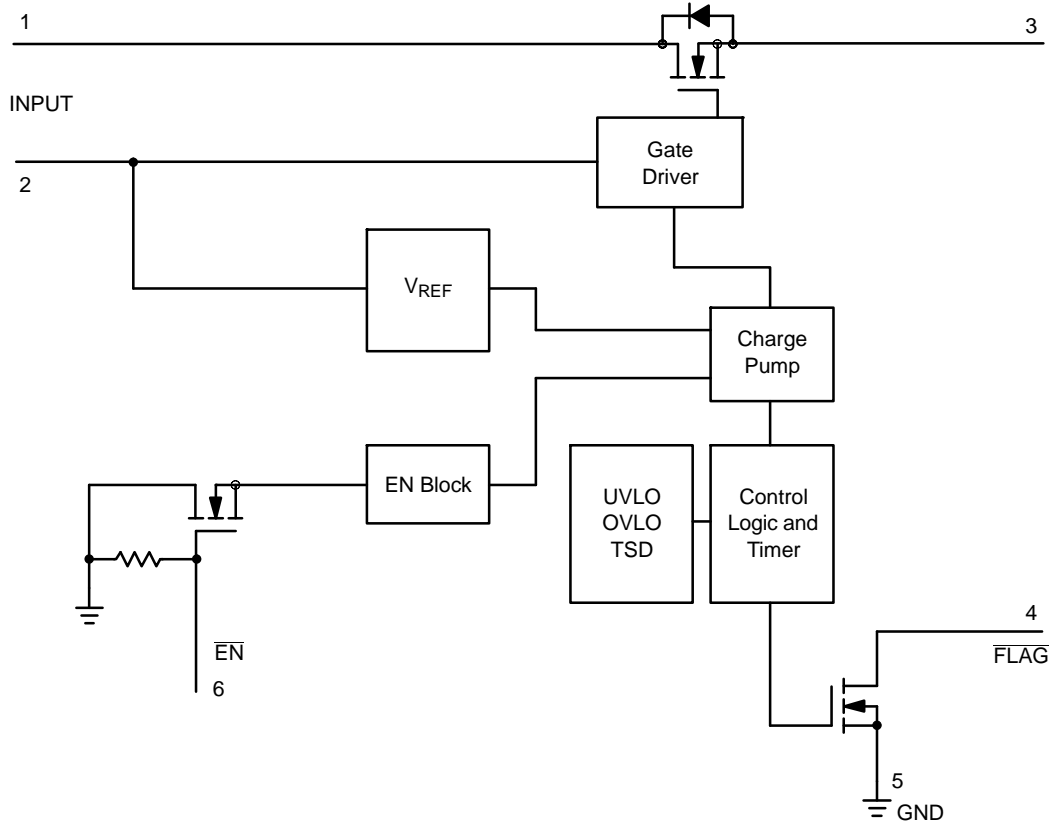 1
3
INPUT
2
Gate
Driver
VREF
Charge
Pump
EN Block
UVLO
OVLO
TSD
Control
Logic and
Timer
4
FLAG
EN
6
5
GND